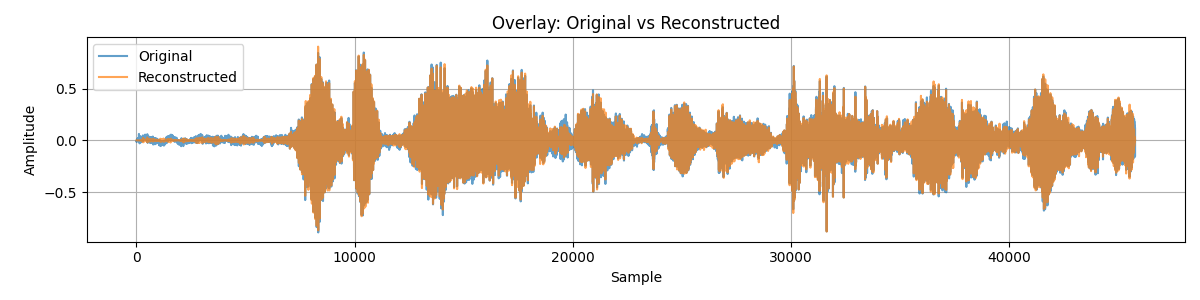 Overlay: Original vs Reconstructed
Original
Reconstructed
0.5
0.0
−0.5
Amplitude
0 10000 20000 30000 40000
Sample